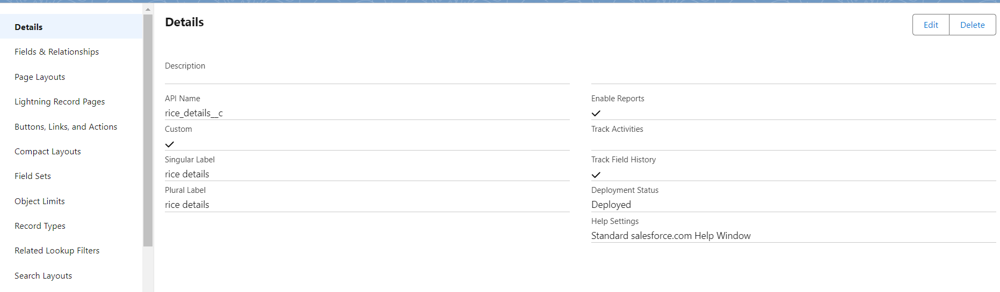 Details
Fields & Relationships
Page Layouts
Lightning Record Pages
Buttons, Links, and Actions
Compact Layouts
Field Sets
Object Limits
Record Types
Related Lookup Filters
Search Layouts
Details
Edit
Delete
Description
API Name
rice_details__c
Custom
Singular Label
rice details
Plural Label
rice details
Enable Reports
Track Activities
Track Field History
Deployment Status
Deployed
Help Settings
Standard salesforce.com Help Window